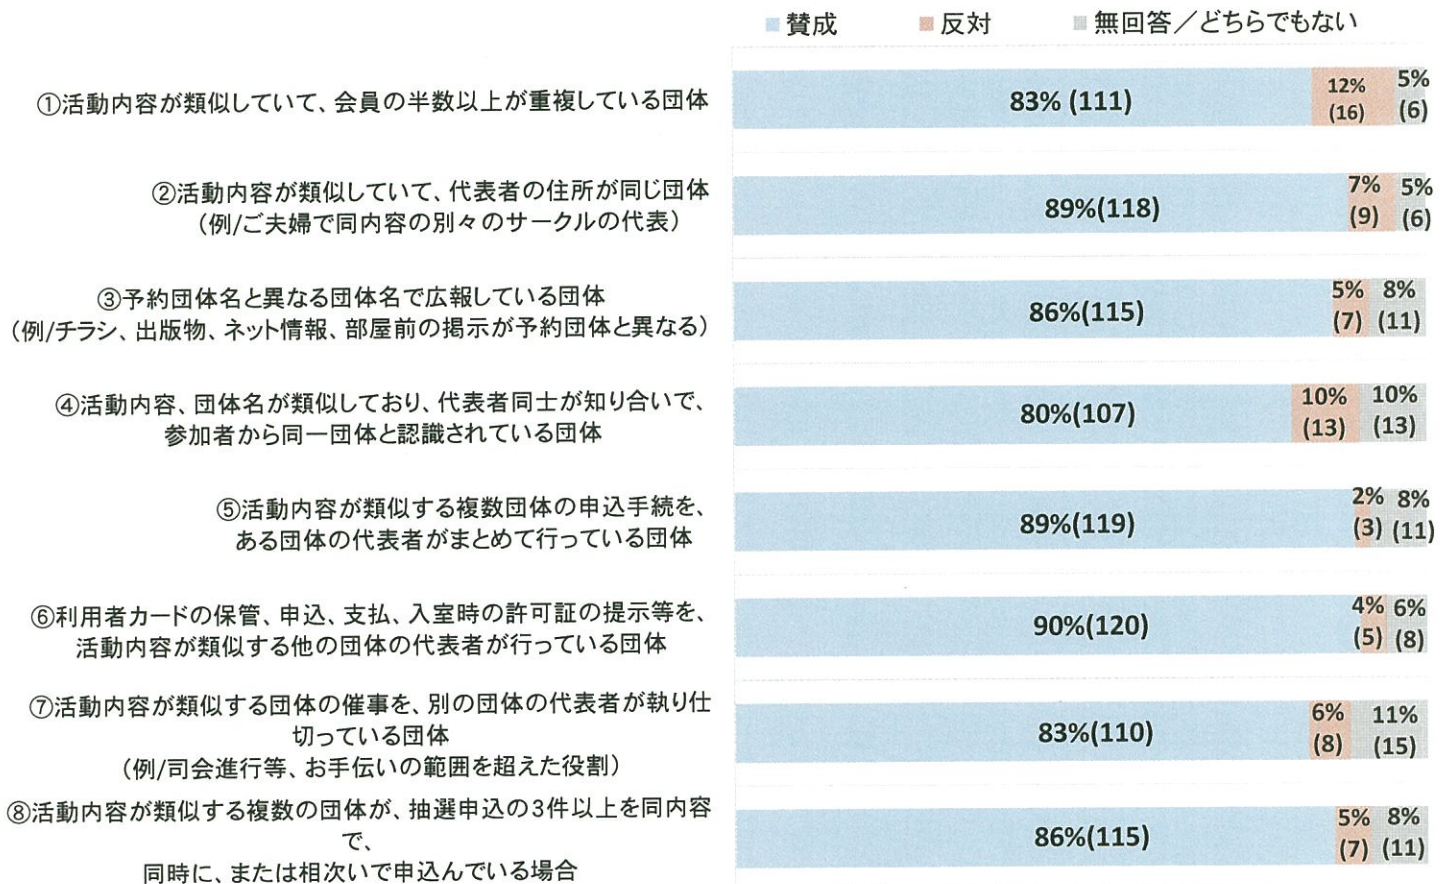 賛成 反対 無回答／どちらでもない
①活動内容が類似していて、会員の半数以上が重複している団体
83% (111) 12% (16) 5% (6)
②活動内容が類似していて、代表者の住所が同じ団体
（例/ご夫婦で同内容の別々のサークルの代表）
89%(118) 7% (9) 5% (6)
③予約団体名と異なる団体名で広報している団体
（例/チラシ、出版物、ネット情報、部屋前の掲示が予約団体と異なる）
86%(115) 5% (7) 8% (11)
④活動内容、団体名が類似しており、代表者同士が知り合いで、
参加者から同一団体と認識されている団体
80%(107) 10% (13) 10% (13)
⑤活動内容が類似する複数団体の申込手続を、
ある団体の代表者がまとめて行っている団体
89%(119) 2% (3) 8% (11)
⑥利用者カードの保管、申込、支払、入室時の許可証の提示等を、
活動内容が類似する他の団体の代表者が行っている団体
90%(120) 4% (5) 6% (8)
⑦活動内容が類似する団体の催事を、別の団体の代表者が執り仕
切っている団体
（例/司会進行等、お手伝いの範囲を超えた役割）
83%(110) 6% (8) 11% (15)
⑧活動内容が類似する複数の団体が、抽選申込の3件以上を同内容
で、
同時に、または相次いで申込んでいる場合
86%(115) 5% (7) 8% (11)